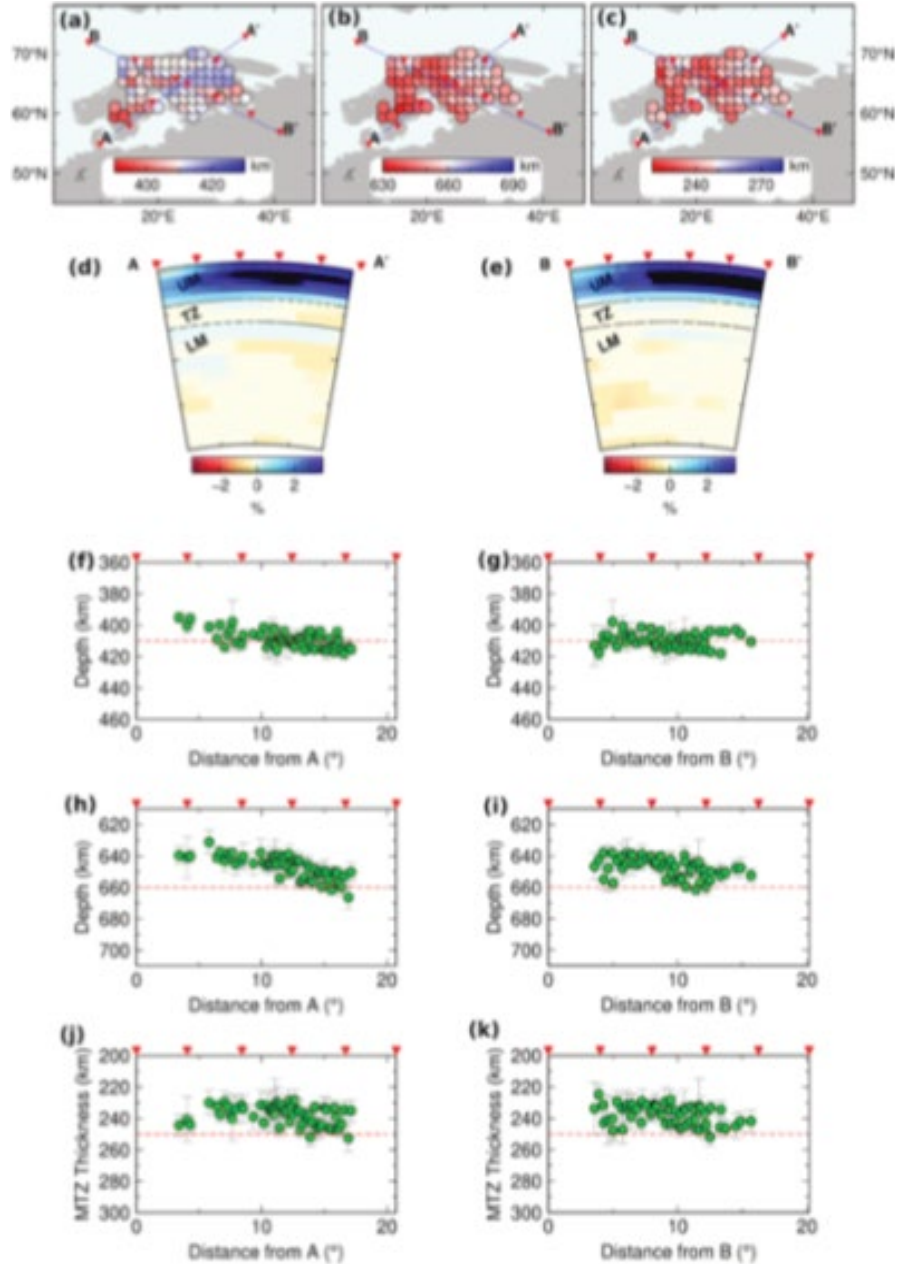 (a) B A' (b) B A' (c) B A'
70°N 70°N
60°N 60°N
A B' A B' A B'
50°N km km km 50°N
400 420 630 660 690 240 270
20°E 40°E 20°E 40°E 20°E 40°E
(d) A A' (e) B B'
UM UM
TZ TZ
LM LM
−2 0 2 −2 0 2
% %
(f) (g)
360 360
380 380
400 400
420 420
440 440
460 460
Depth (km) Depth (km)
0 10 20 0 10 20
Distance from A (°) Distance from B (°)
(h) (i)
620 620
640 640
660 660
680 680
700 700
Depth (km) Depth (km)
0 10 20 0 10 20
Distance from A (°) Distance from B (°)
(j) (k)
200 200
220 220
240 240
260 260
280 280
300 300
MTZ Thickness (km) MTZ Thickness (km)
0 10 20 0 10 20
Distance from A (°) Distance from B (°)